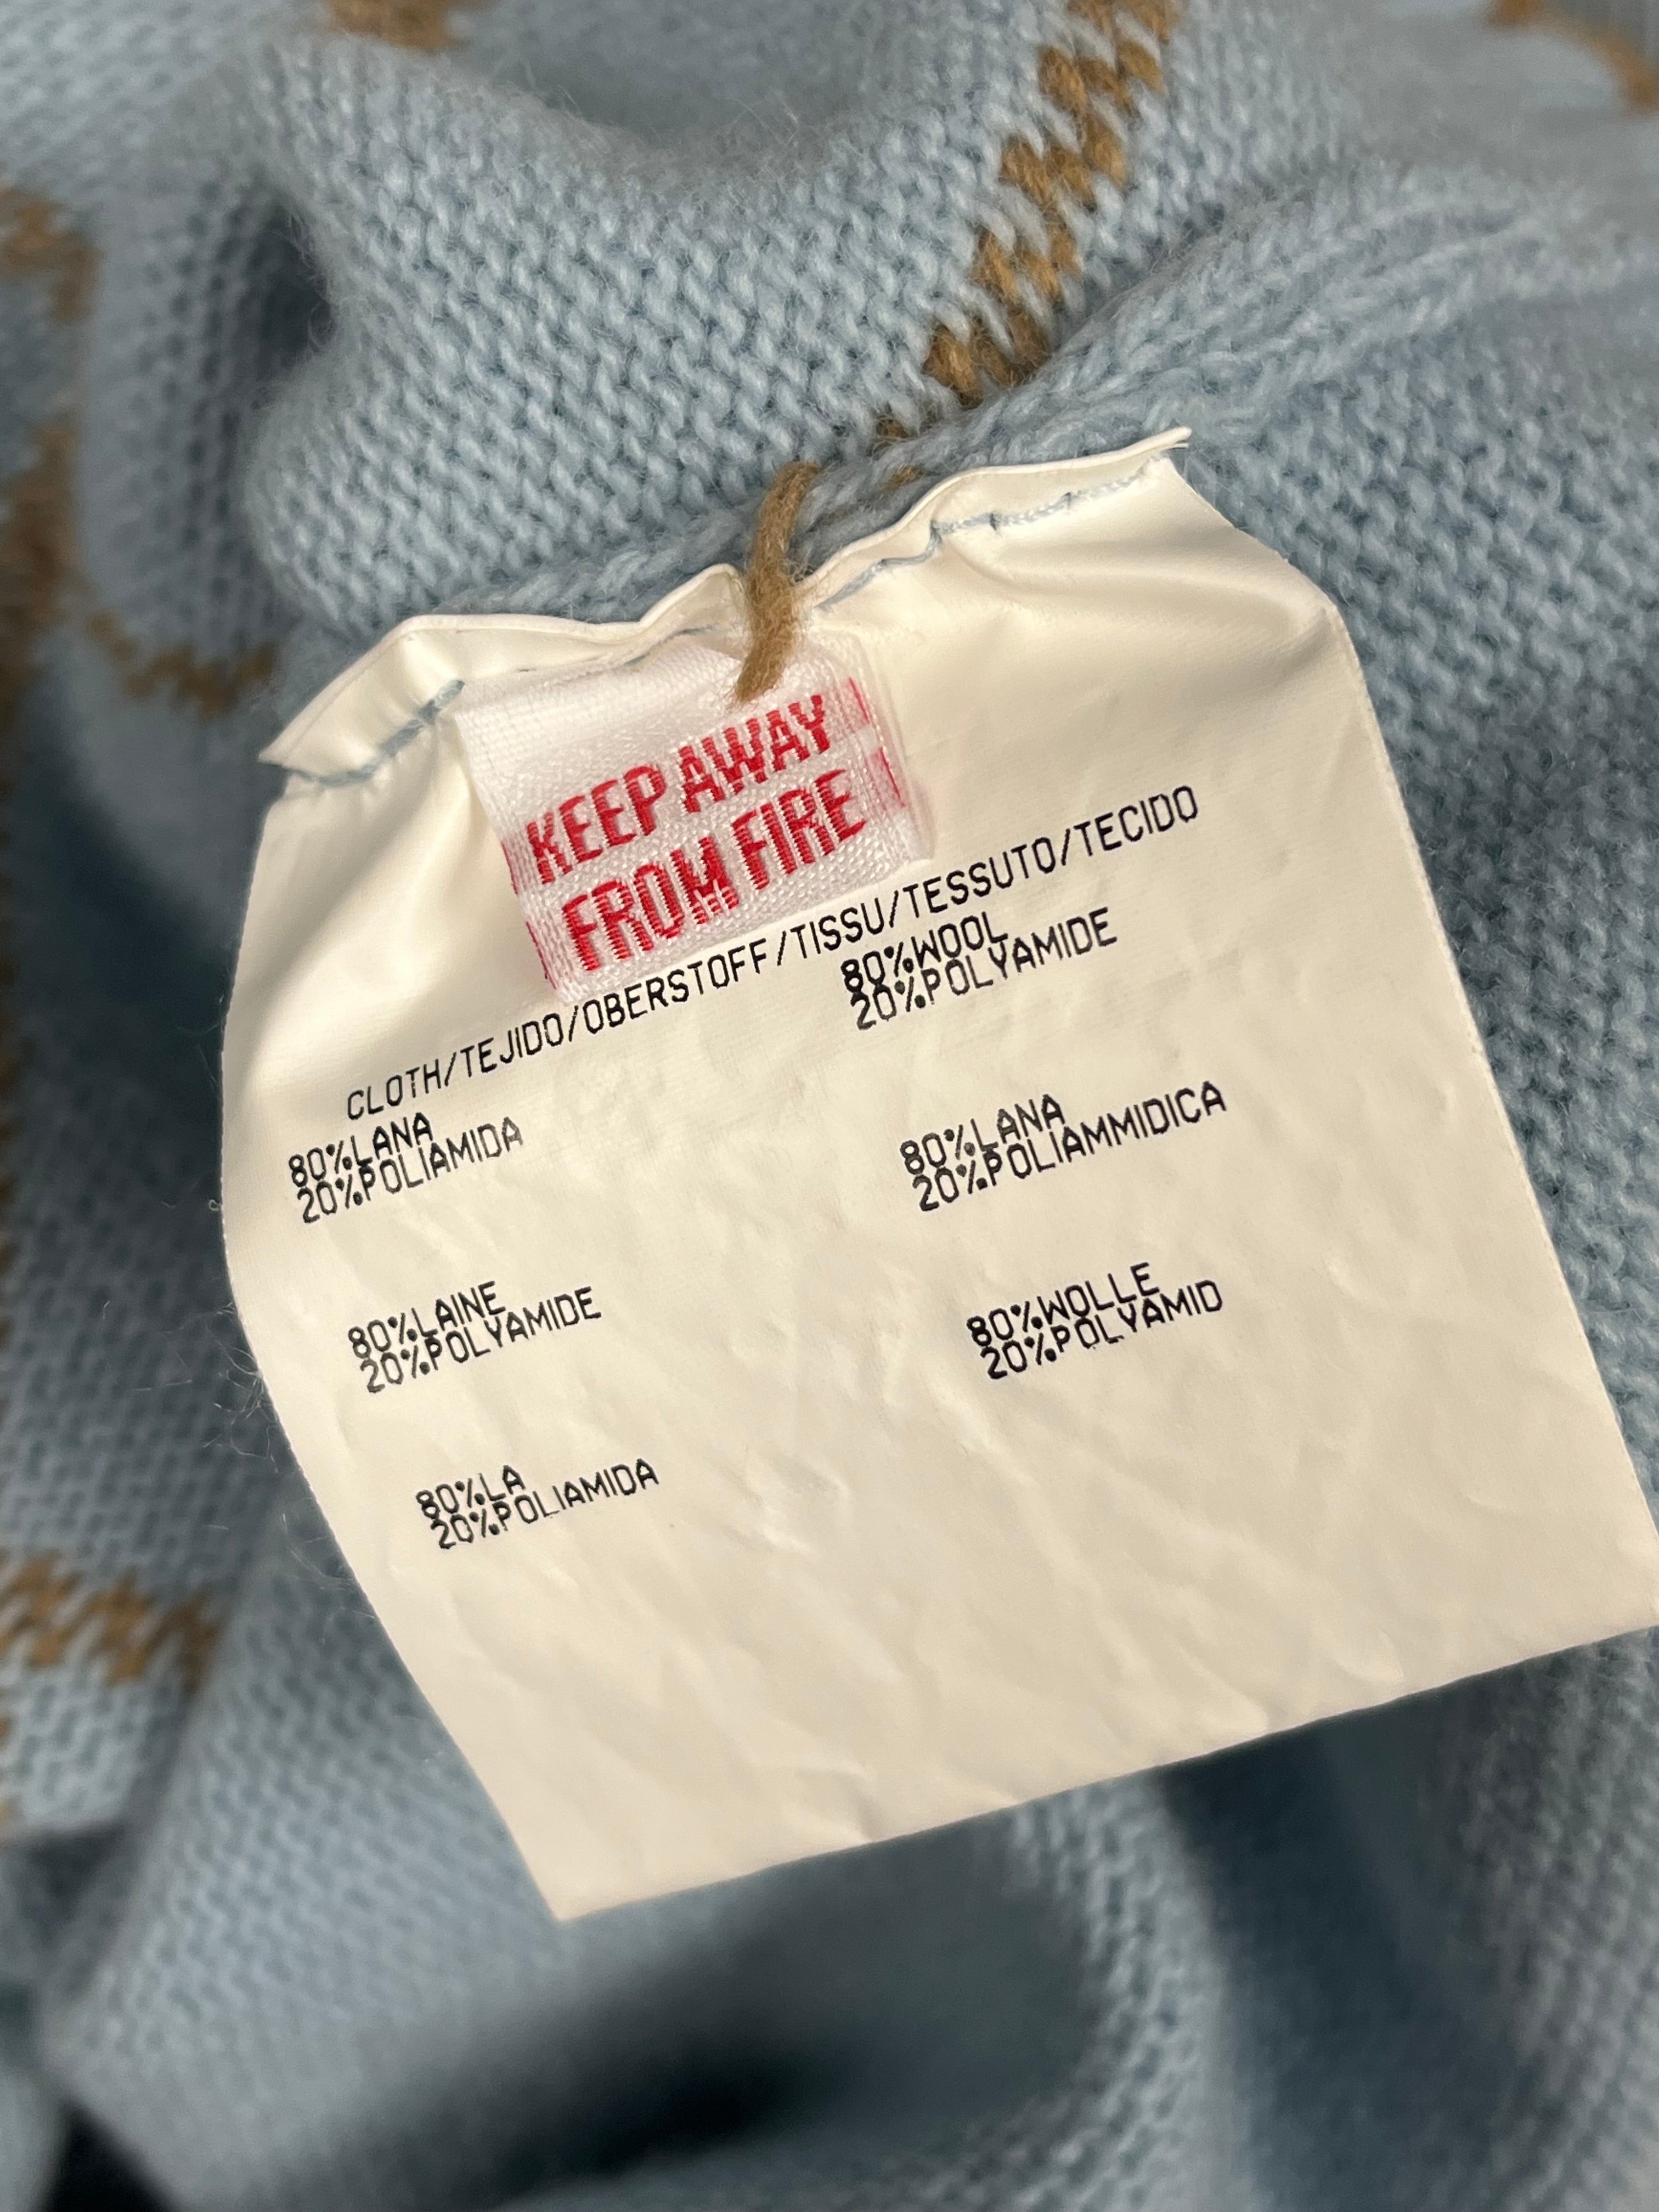 KEEP AWAY
FROM FIRE
CLOTH/TEJIDO/OBERSTOFF/TISSU/TESSUTO/TECIDO
80%LANA
20%POLIAMIDA
80%WOOL
20%POLYAMIDE
80%LAINE
20%POLYAMIDE
80%LANA
20%POLIAMMIDICA
80%LA
20%POLIAMIDA
80%WOLLE
20%POLYAMID